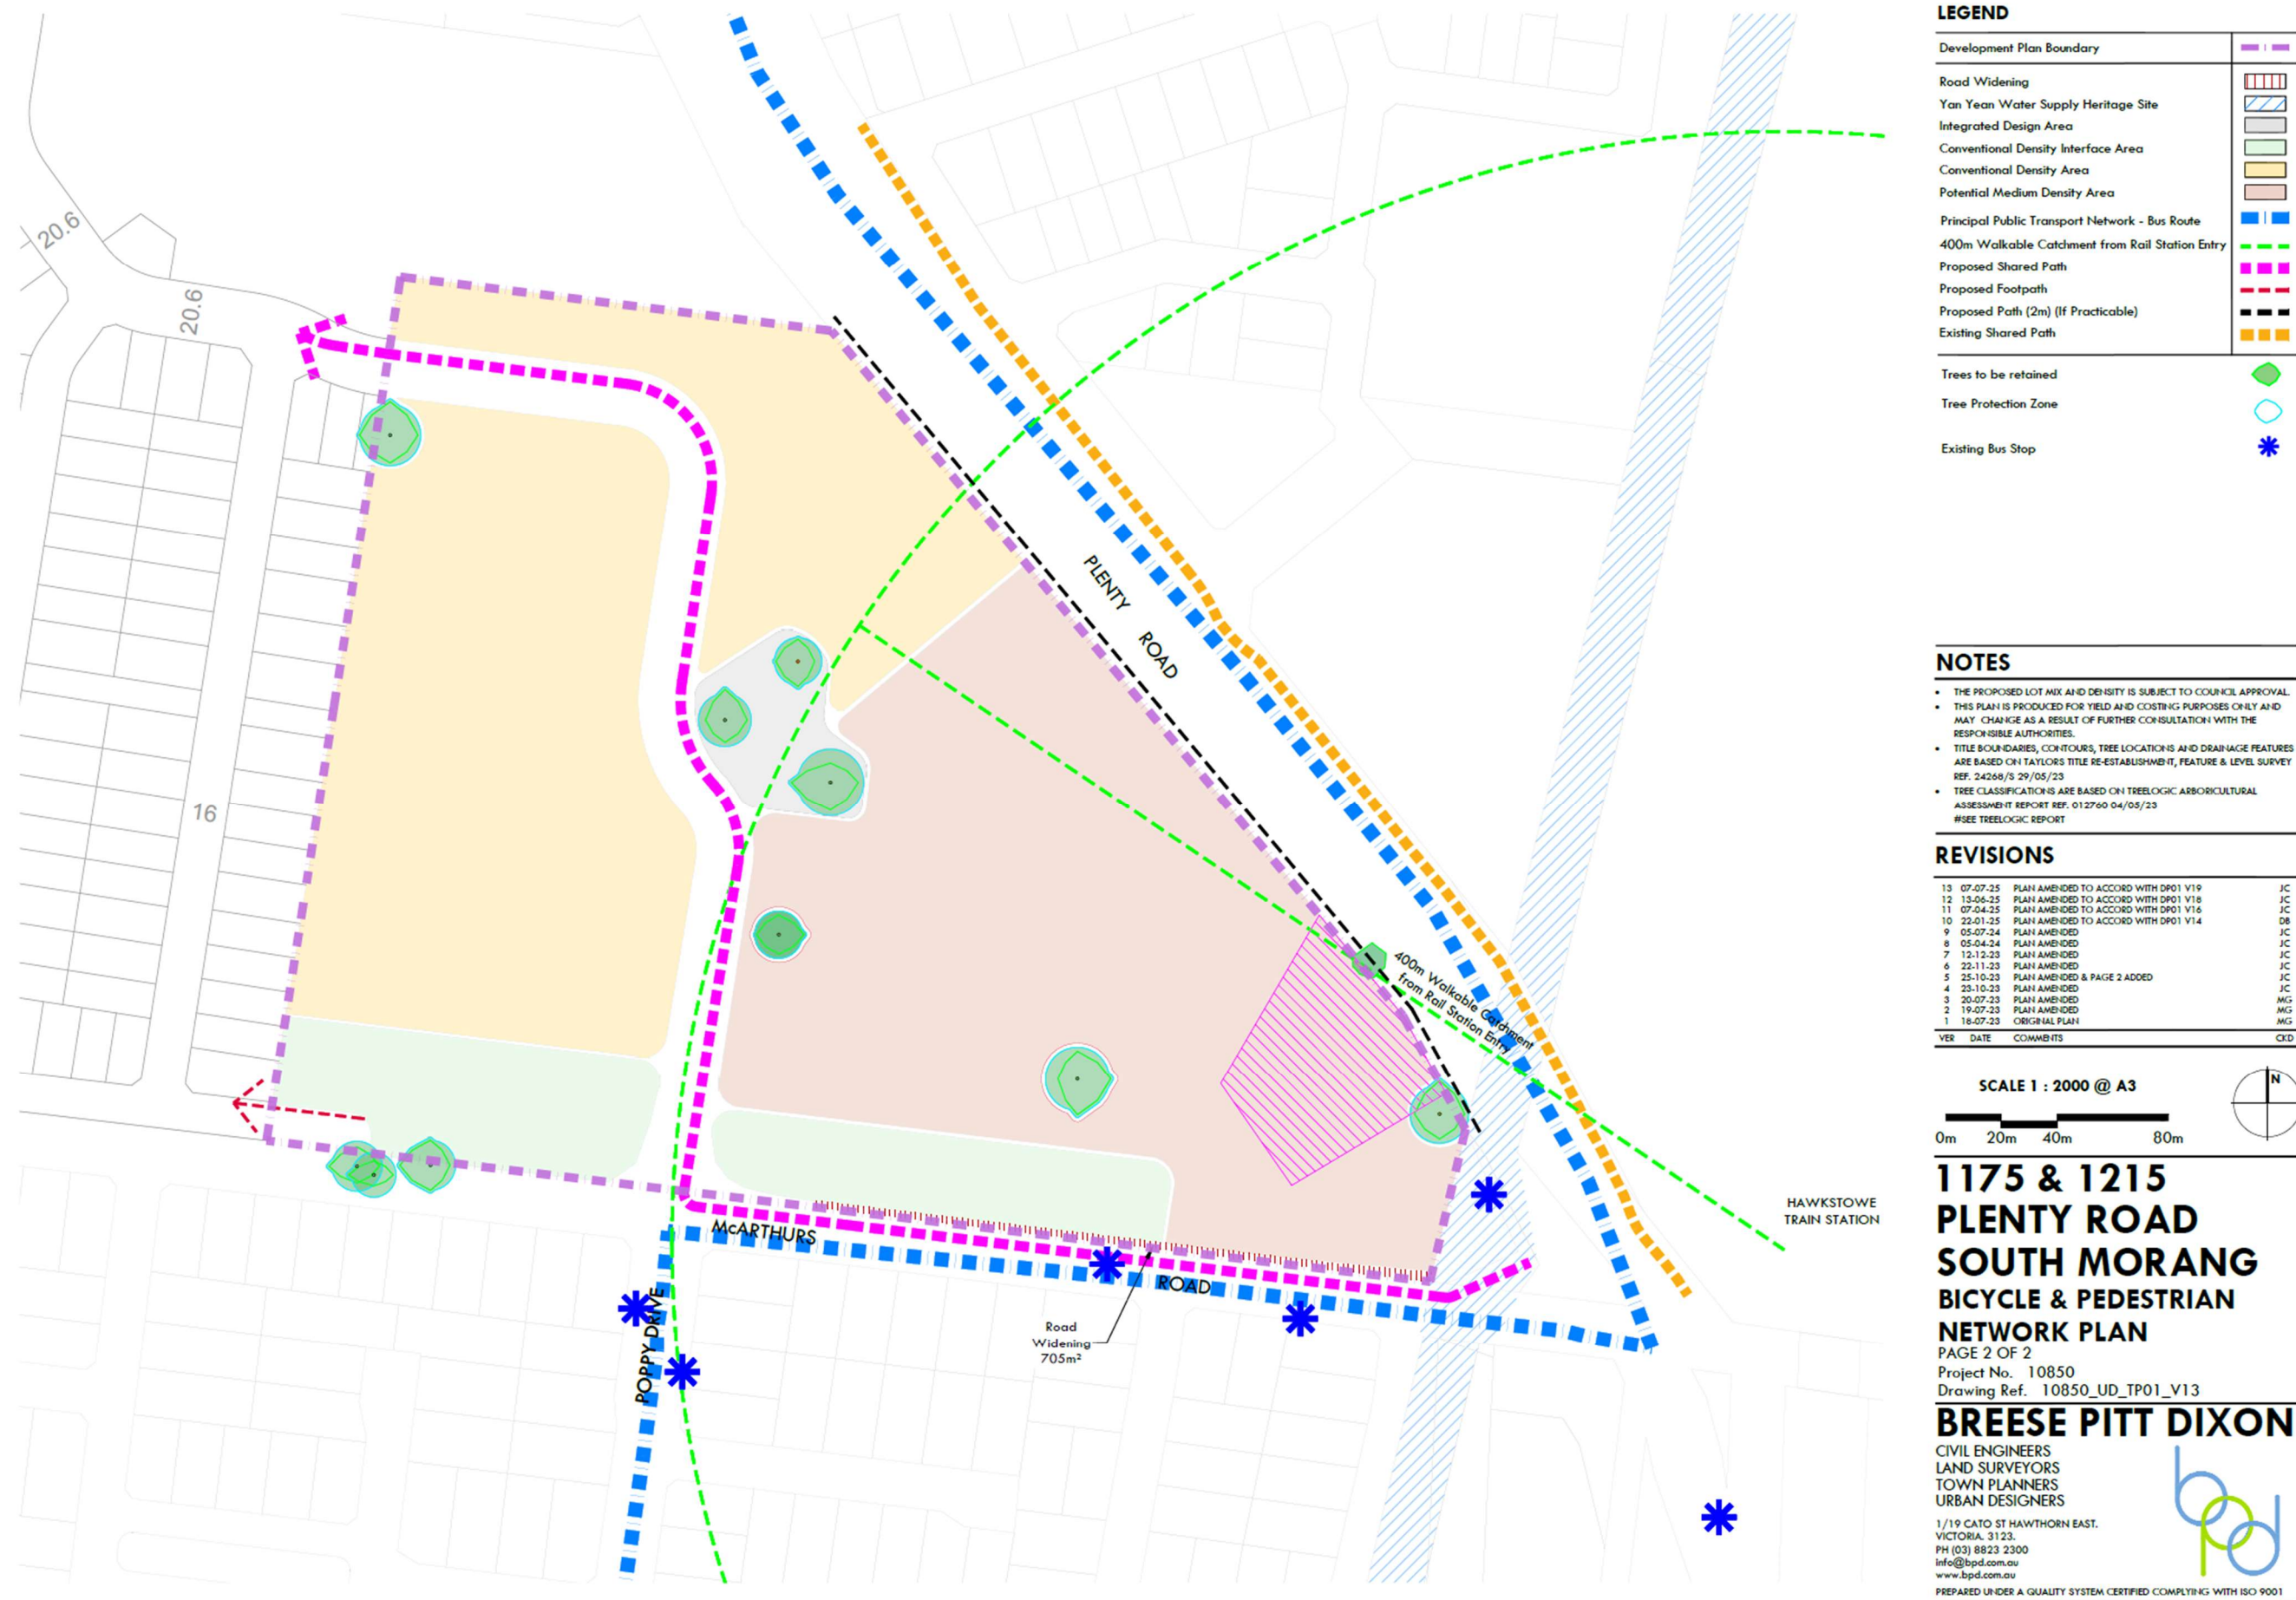 20.6
20.6
16
PLENTY ROAD
400m Walkable Catchment
from Rail Station Entry
HAWKSTOWE
TRAIN STATION
McARTHURS ROAD
POPPY DRIVE
Road
Widening
705m²
LEGEND
Development Plan Boundary
Road Widening
Yan Yean Water Supply Heritage Site
Integrated Design Area
Conventional Density Interface Area
Conventional Density Area
Potential Medium Density Area
Principal Public Transport Network - Bus Route
400m Walkable Catchment from Rail Station Entry
Proposed Shared Path
Proposed Footpath
Proposed Path (2m) (If Practicable)
Existing Shared Path
Trees to be retained
Tree Protection Zone
Existing Bus Stop
NOTES
• THE PROPOSED LOT MIX AND DENSITY IS SUBJECT TO COUNCIL APPROVAL.
• THIS PLAN IS PRODUCED FOR YIELD AND COSTING PURPOSES ONLY AND
MAY CHANGE AS A RESULT OF FURTHER CONSULTATION WITH THE
RESPONSIBLE AUTHORITIES.
• TITLE BOUNDARIES, CONTOURS, TREE LOCATIONS AND DRAINAGE FEATURES
ARE BASED ON TAYLORS TITLE RE-ESTABLISHMENT, FEATURE & LEVEL SURVEY
REF. 24268/S 29/05/23
• TREE CLASSIFICATIONS ARE BASED ON TREELOGIC ARBORICULTURAL
ASSESSMENT REPORT REF. 012760 04/05/23
#SEE TREELOGIC REPORT
REVISIONS
13 07-07-25 PLAN AMENDED TO ACCORD WITH DP01 V19 JC
12 13-06-25 PLAN AMENDED TO ACCORD WITH DP01 V18 JC
11 07-04-25 PLAN AMENDED TO ACCORD WITH DP01 V16 JC
10 22-01-25 PLAN AMENDED TO ACCORD WITH DP01 V14 DB
9 05-07-24 PLAN AMENDED JC
8 05-04-24 PLAN AMENDED JC
7 12-12-23 PLAN AMENDED JC
6 22-11-23 PLAN AMENDED JC
5 25-10-23 PLAN AMENDED & PAGE 2 ADDED JC
4 23-10-23 PLAN AMENDED JC
3 20-07-23 PLAN AMENDED MG
2 19-07-23 PLAN AMENDED MG
1 18-07-23 ORIGINAL PLAN MG
VER DATE COMMENTS CKD
SCALE 1 : 2000 @ A3
N
0m 20m 40m 80m
1175 & 1215
PLENTY ROAD
SOUTH MORANG
BICYCLE & PEDESTRIAN
NETWORK PLAN
PAGE 2 OF 2
Project No. 10850
Drawing Ref. 10850_UD_TP01_V13
BREESE PITT DIXON
CIVIL ENGINEERS
LAND SURVEYORS
TOWN PLANNERS
URBAN DESIGNERS
1/19 CATO ST HAWTHORN EAST.
VICTORIA. 3123.
PH (03) 8823 2300
info@bpd.com.au
www.bpd.com.au
bpd
PREPARED UNDER A QUALITY SYSTEM CERTIFIED COMPLYING WITH ISO 9001